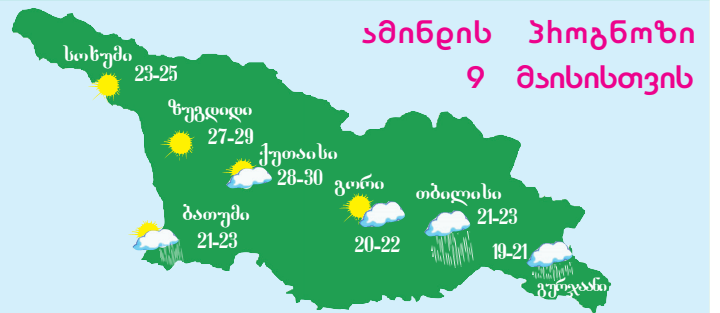 ამინდის პროგნოზი
9 მაისისთვის
სოხუმი
23-25
ზუგდიდი
27-29
ქუთაისი
28-30
გორი
20-22
თბილისი
21-23
ბათუმი
21-23
19-21
გურჯაანი